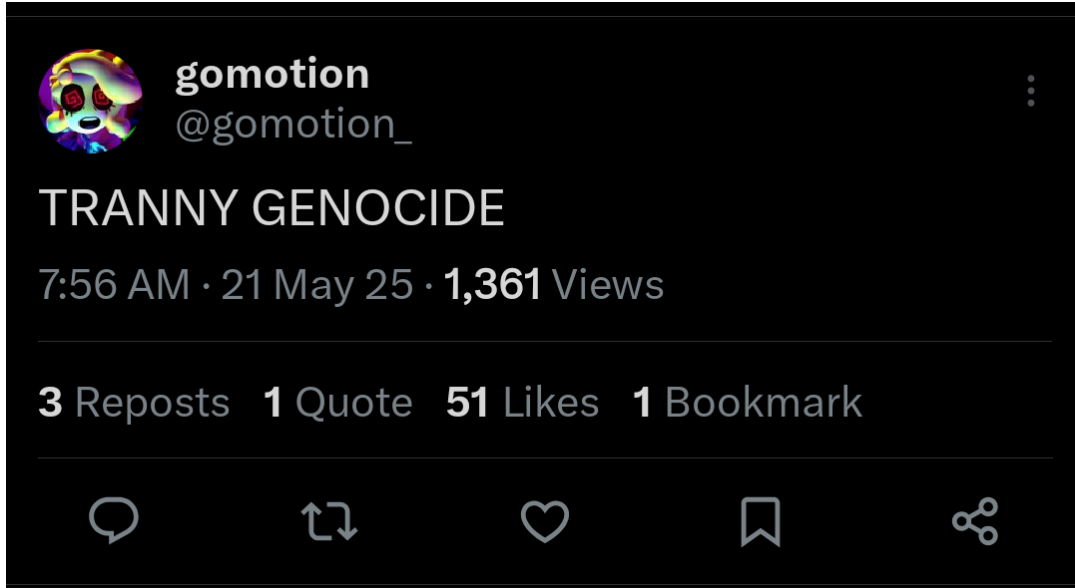 gomotion
@gomotion_
TRANNY GENOCIDE
7:56 AM · 21 May 25 · 1,361 Views
3 Reposts 1 Quote 51 Likes 1 Bookmark